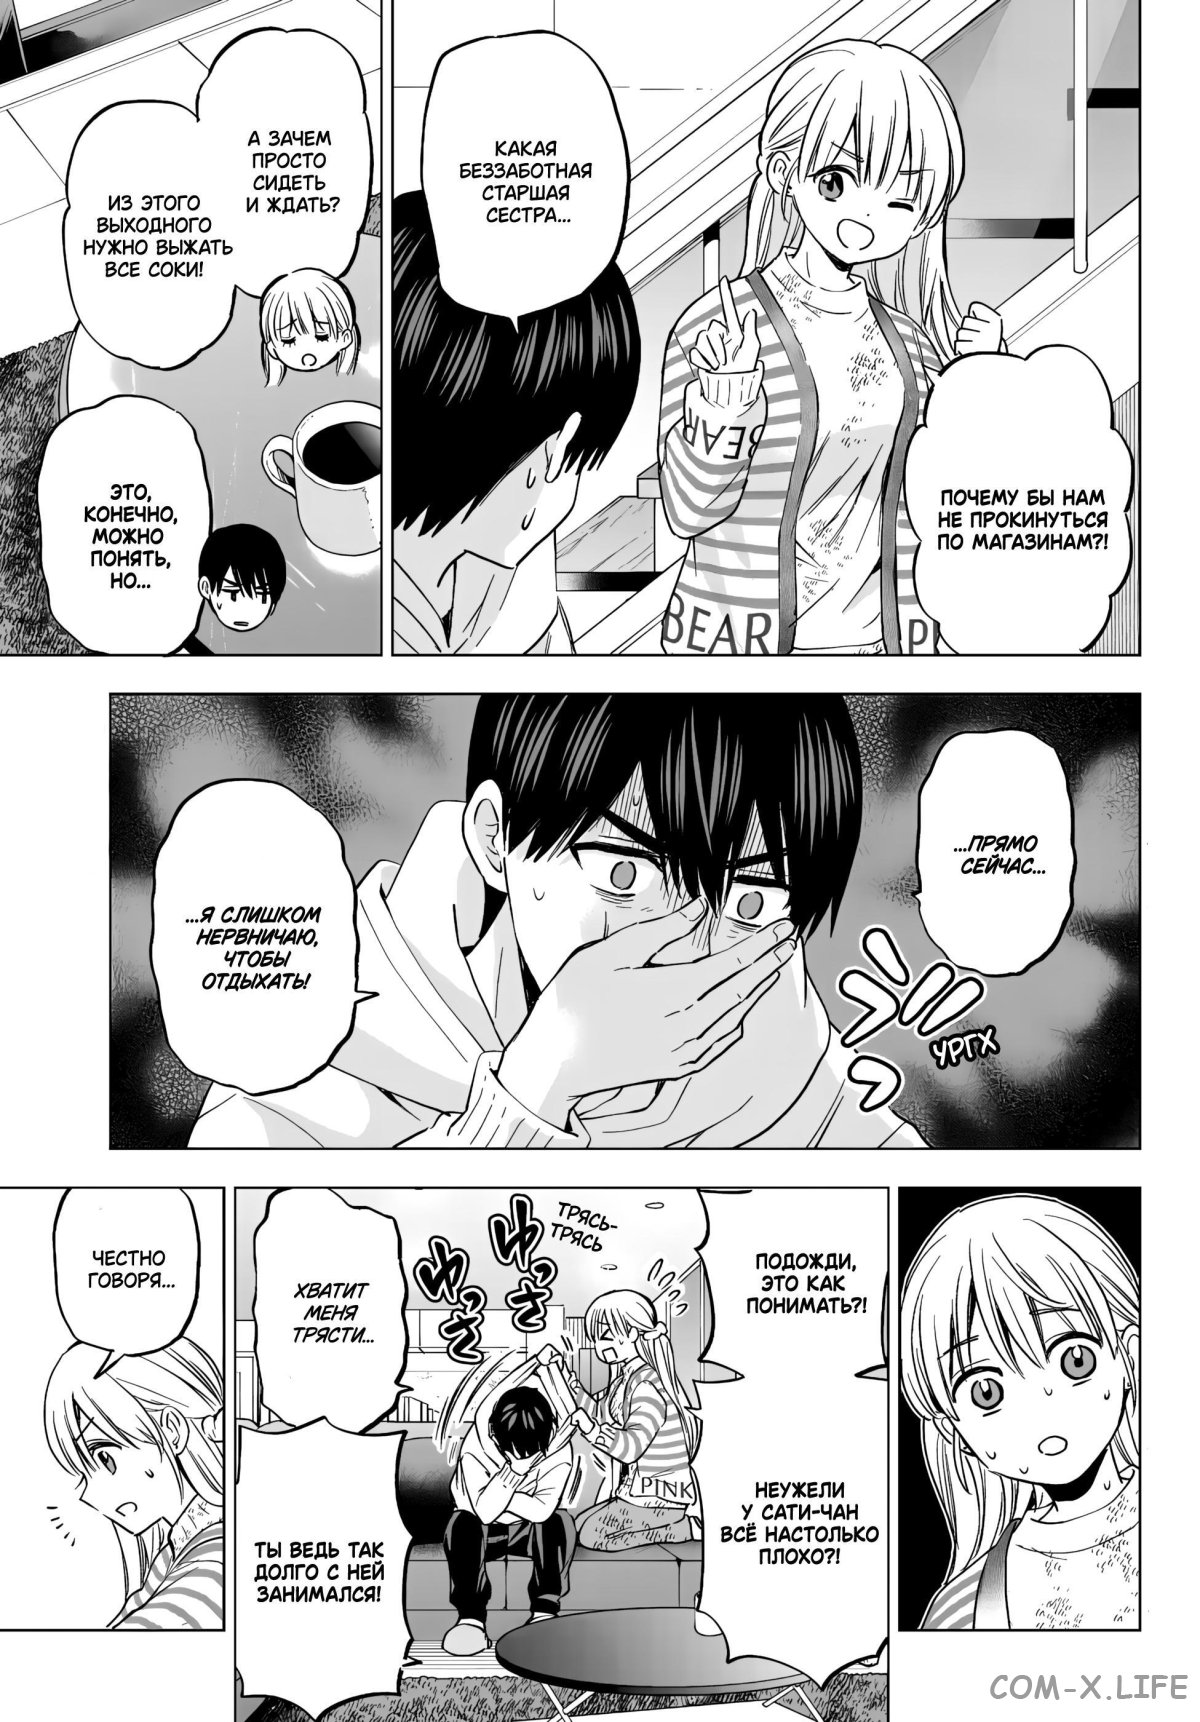 ПОЧЕМУ БЫ НАМ
НЕ ПРОКИНУТЬСЯ
ПО МАГАЗИНАМ?!
КАКАЯ
БЕЗЗАБОТНАЯ
СТАРШАЯ
СЕСТРА...
BEAR
BEAR
P
А ЗАЧЕМ
ПРОСТО
СИДЕТЬ
И ЖДАТЬ?
ИЗ ЭТОГО
ВЫХОДНОГО
НУЖНО ВЫЖАТЬ
ВСЕ СОКИ!
ЭТО,
КОНЕЧНО,
МОЖНО
ПОНЯТЬ,
НО...
...ПРЯМО
СЕЙЧАС...
УРГХ
...Я СЛИШКОМ
НЕРВНИЧАЮ,
ЧТОБЫ
ОТДЫХАТЬ!
ПОДОЖДИ,
ЭТО КАК
ПОНИМАТЬ?!
НЕУЖЕЛИ
У САТИ-ЧАН
ВСЁ НАСТОЛЬКО
ПЛОХО?!
ТРЯСЬ-
ТРЯСЬ
ゆっさ
ゆっさ
PINK
ХВАТИТ
МЕНЯ
ТРЯСТИ...
ТЫ ВЕДЬ ТАК
ДОЛГО С НЕЙ
ЗАНИМАЛСЯ!
ЧЕСТНО
ГОВОРЯ...
COM-X.LIFE